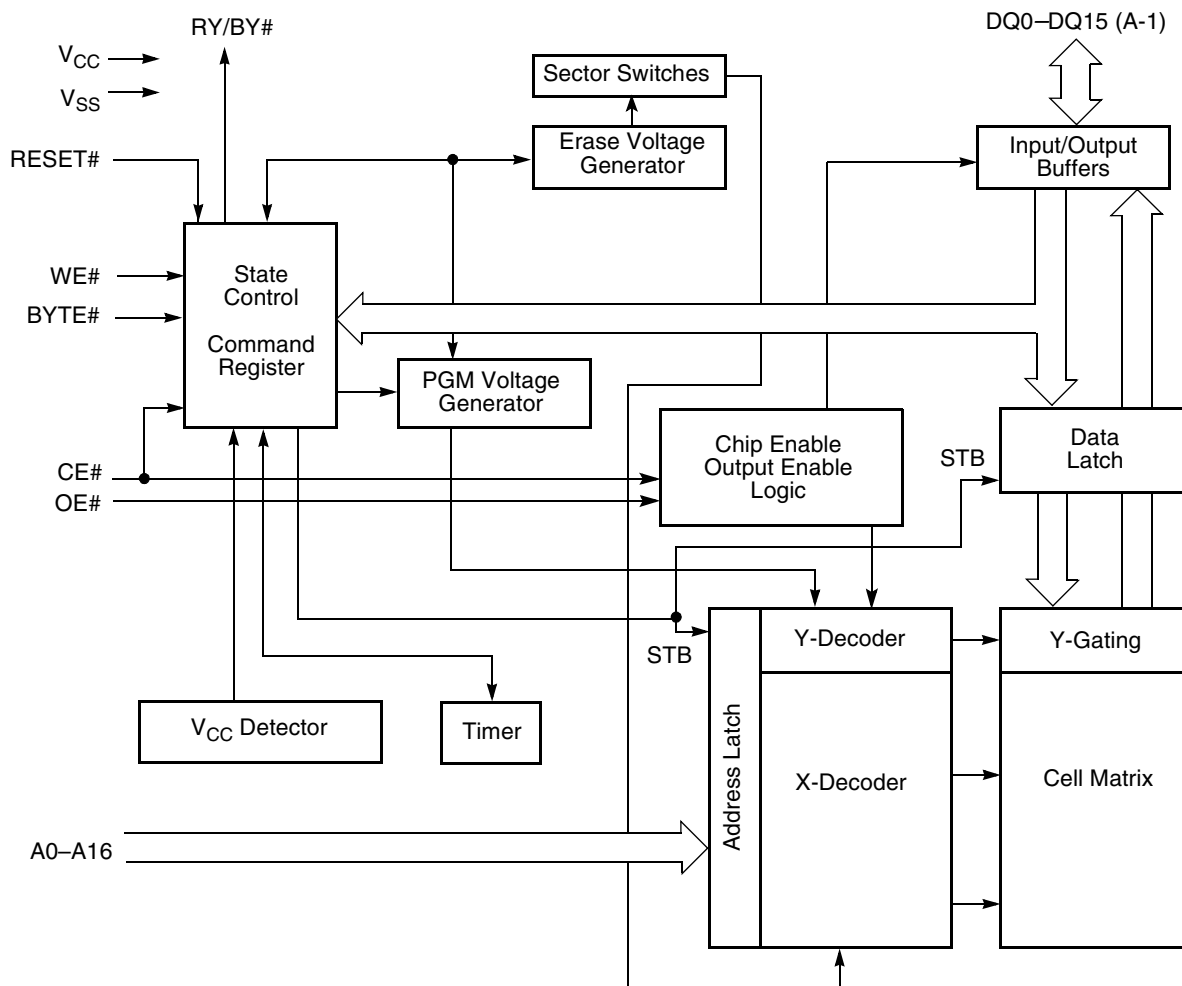 RY/BY#
DQ0–DQ15 (A-1)
VCC
VSS
Sector Switches
Erase Voltage
Generator
Input/Output
Buffers
RESET#
WE#
BYTE#
State
Control
Command
Register
PGM Voltage
Generator
Chip Enable
Output Enable
Logic
STB
Data
Latch
CE#
OE#
STB
Y-Decoder
Y-Gating
VCC Detector
Timer
Address Latch
X-Decoder
Cell Matrix
A0–A16